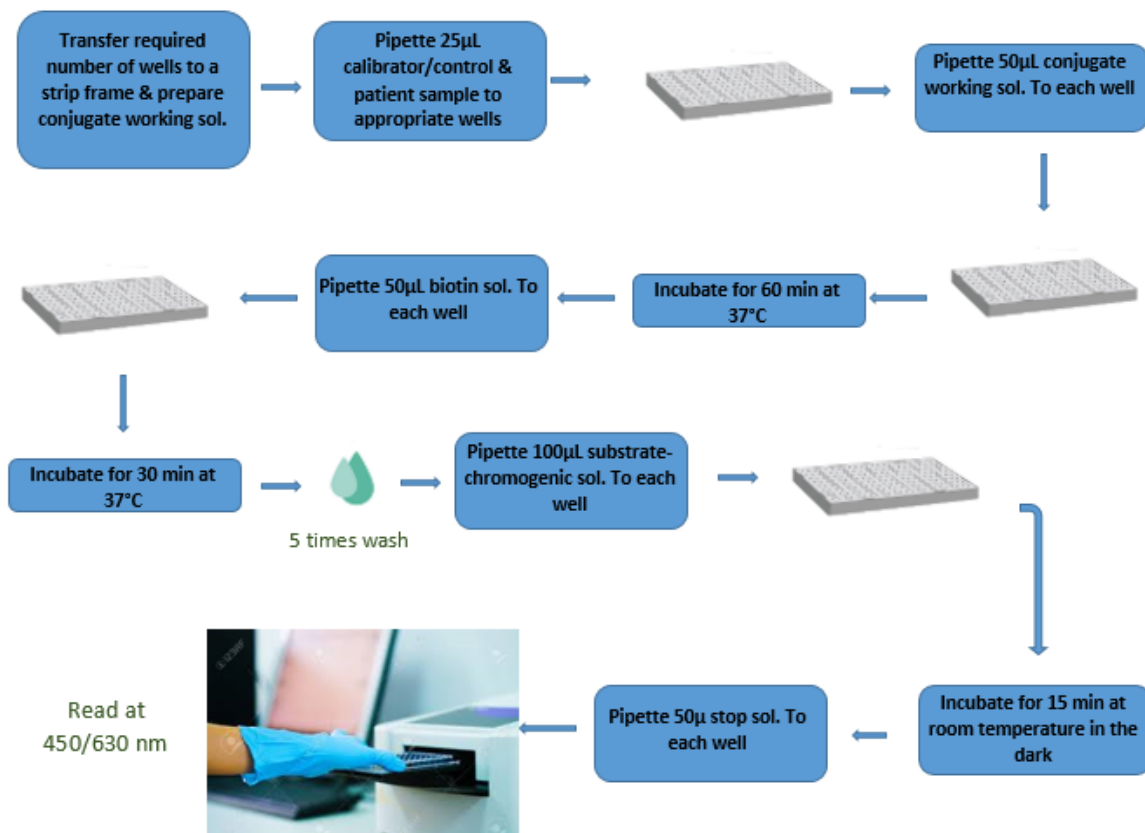 Transfer required
number of wells to a
strip frame & prepare
conjugate working sol.
Pipette 25µL
calibrator/control &
patient sample to
appropriate wells
Pipette 50µL conjugate
working sol. To each well
Incubate for 60 min at
37°C
Pipette 50µL biotin sol. To
each well
Incubate for 30 min at
37°C
5 times wash
Pipette 100µL substrate-
chromogenic sol. To each
well
Incubate for 15 min at
room temperature in the
dark
Pipette 50µ stop sol. To
each well
Read at
450/630 nm